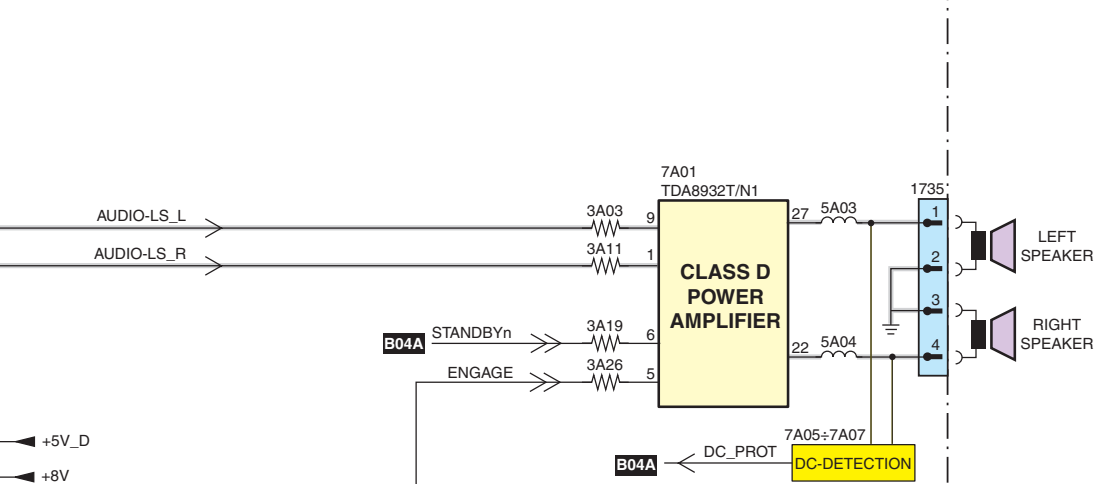 7A01
TDA8932T/N1
1735
AUDIO-LS_L
3A03
9
27
5A03
1
LEFT
SPEAKER
AUDIO-LS_R
3A11
1
2
CLASS D
POWER
AMPLIFIER
3
B04A
STANDBYn
3A19
6
RIGHT
SPEAKER
22
5A04
4
ENGAGE
3A26
5
+5V_D
7A05÷7A07
B04A
DC_PROT
DC-DETECTION
+8V